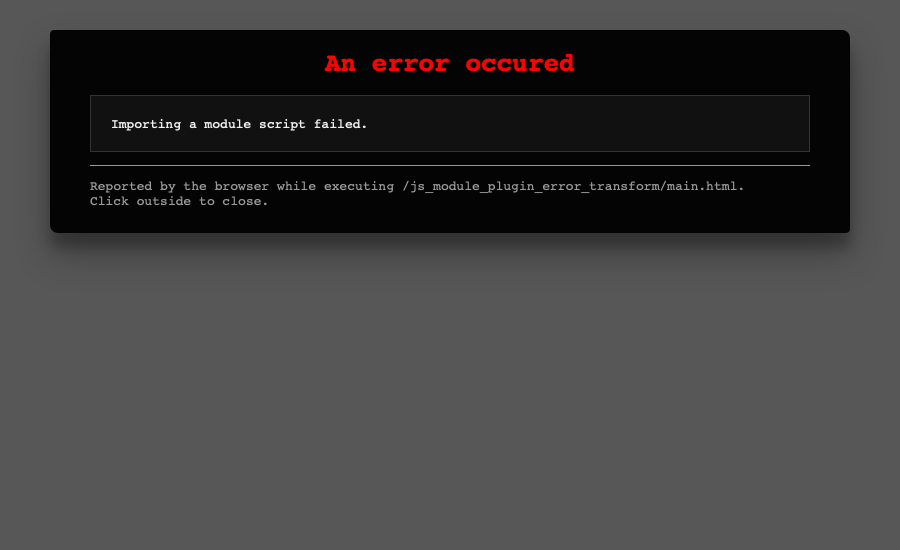 An error occured
Importing a module script failed.
Reported by the browser while executing /js_module_plugin_error_transform/main.html.
Click outside to close.